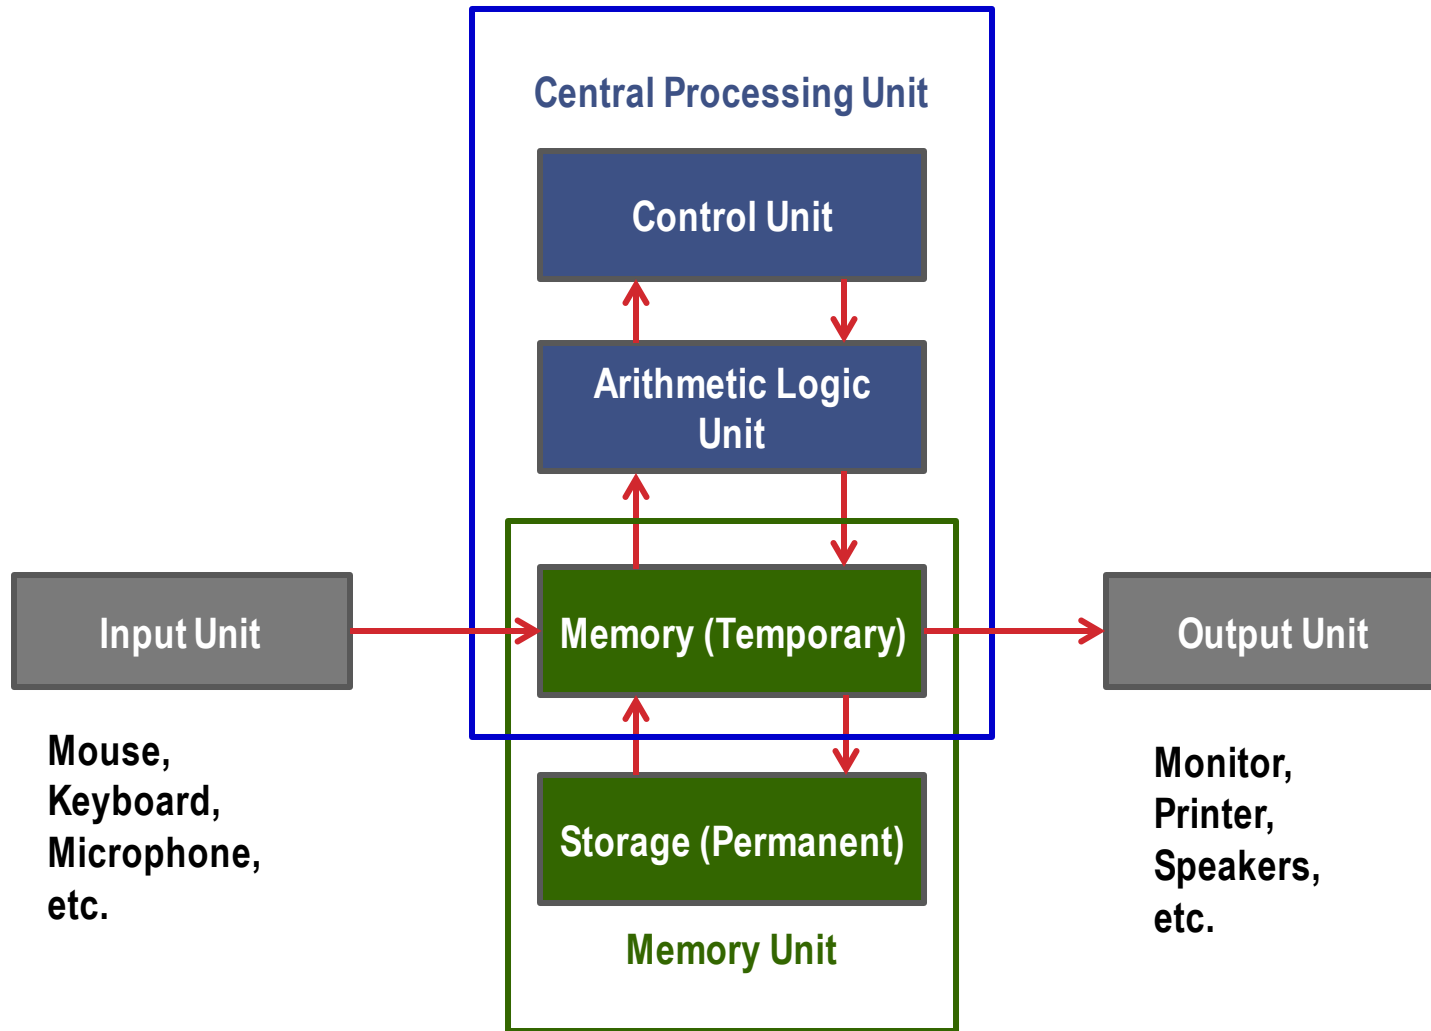 Central Processing Unit
Control Unit
Arithmetic Logic
Unit
Input Unit
Memory (Temporary)
Output Unit
Mouse,
Keyboard,
Microphone,
etc.
Monitor,
Printer,
Speakers,
etc.
Storage (Permanent)
Memory Unit